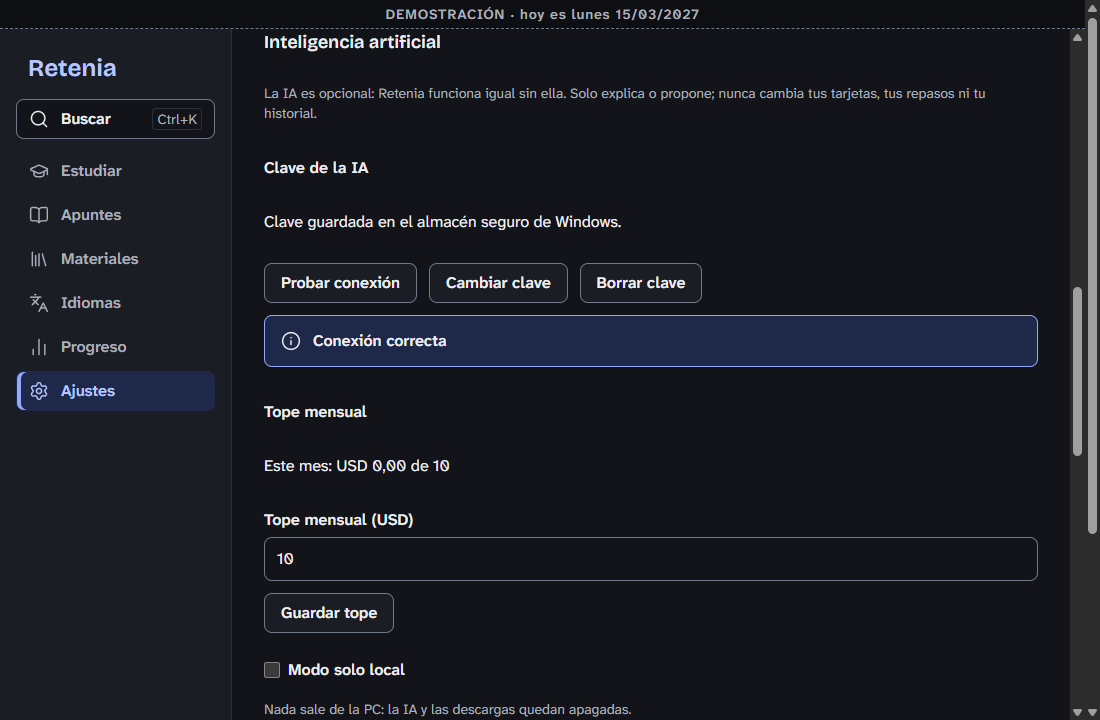 DEMOSTRACIÓN · hoy es lunes 15/03/2027
Retenia
Buscar Ctrl+K
Estudiar
Apuntes
Materiales
Idiomas
Progreso
Ajustes
Inteligencia artificial
La IA es opcional: Retenia funciona igual sin ella. Solo explica o propone; nunca cambia tus tarjetas, tus repasos ni tu
historial.
Clave de la IA
Clave guardada en el almacén seguro de Windows.
Probar conexión Cambiar clave Borrar clave
Conexión correcta
Tope mensual
Este mes: USD 0,00 de 10
Tope mensual (USD)
10
Guardar tope
Modo solo local
Nada sale de la PC: la IA y las descargas quedan apagadas.